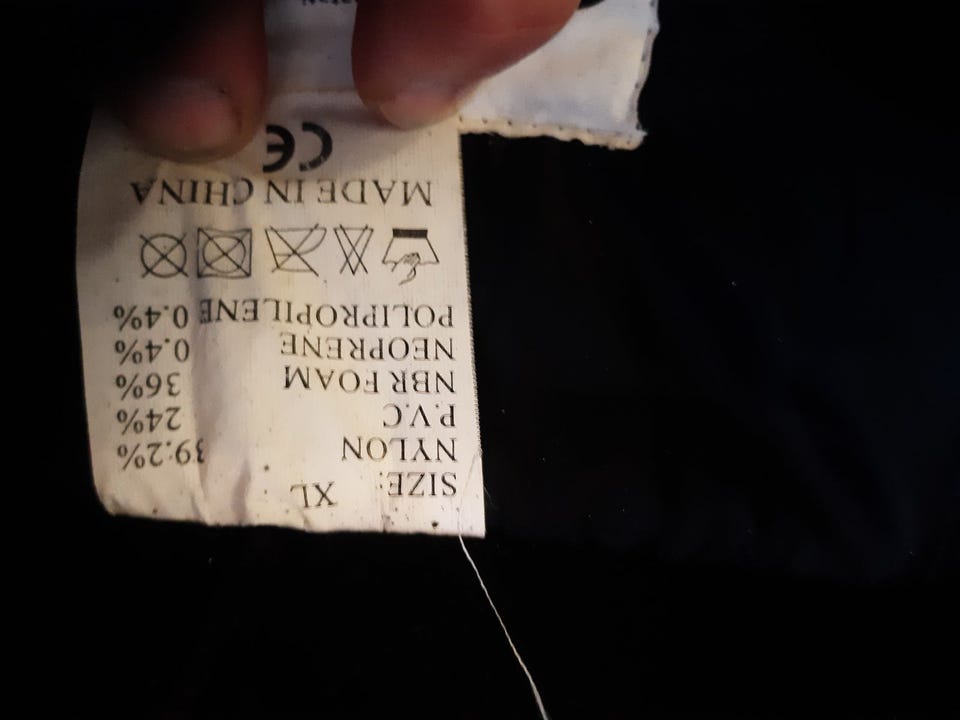 SIZE: XL
NYLON 39.2%
P.V.C 24%
NBR FOAM 36%
NEOPRENE 0.4%
POLIPROPILENE 0.4%
MADE IN CHINA
CE